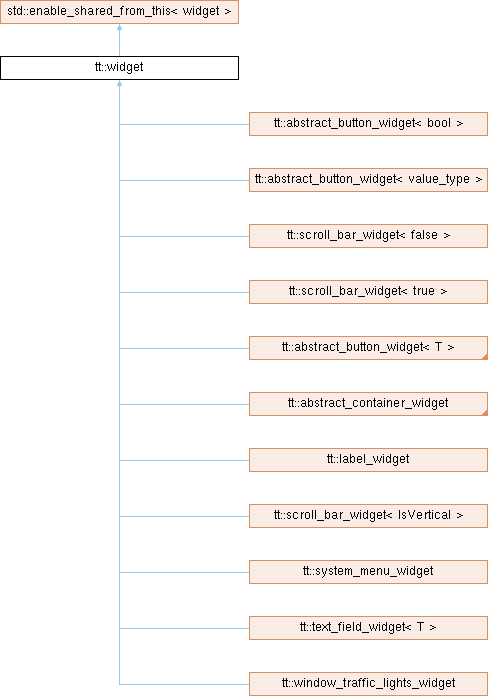 std::enable_shared_from_this< widget >
tt::widget
tt::abstract_button_widget< bool >
tt::abstract_button_widget< value_type >
tt::scroll_bar_widget< false >
tt::scroll_bar_widget< true >
tt::abstract_button_widget< T >
tt::abstract_container_widget
tt::label_widget
tt::scroll_bar_widget< IsVertical >
tt::system_menu_widget
tt::text_field_widget< T >
tt::window_traffic_lights_widget